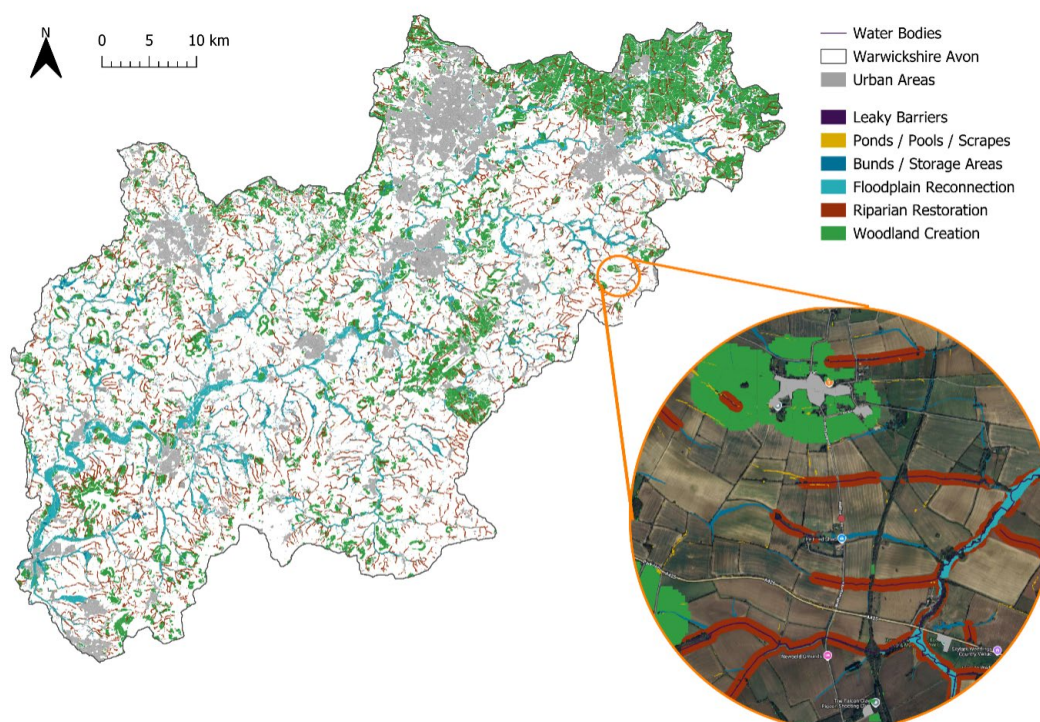 N
0 5 10 km
Water Bodies
Warwickshire Avon
Urban Areas
Leaky Barriers
Ponds / Pools / Scrapes
Bunds / Storage Areas
Floodplain Reconnection
Riparian Restoration
Woodland Creation